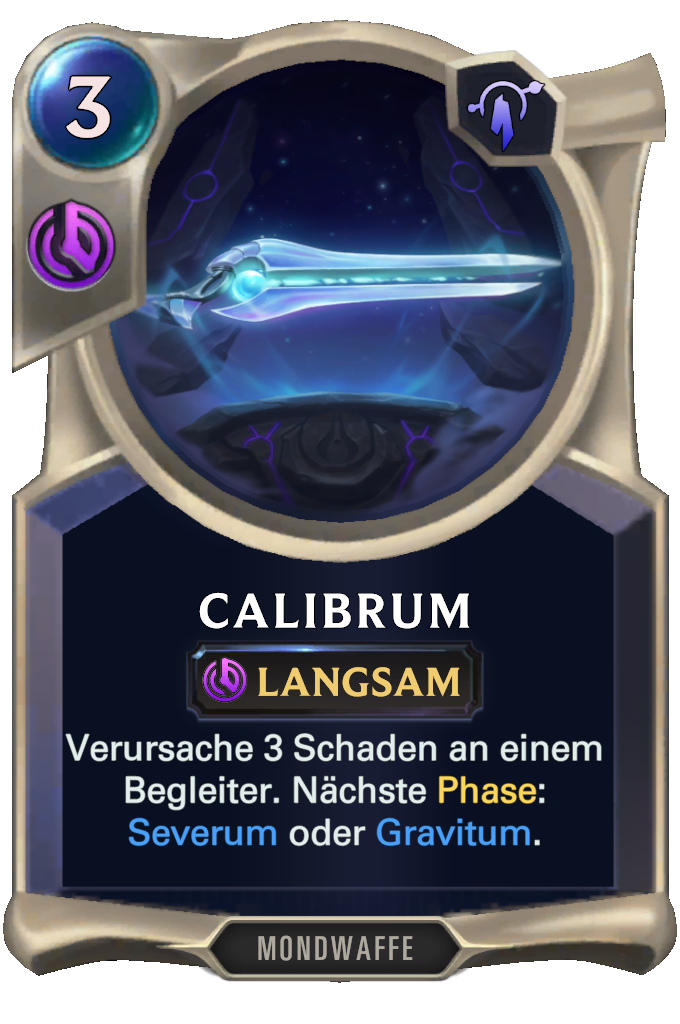 3
CALIBRUM
LANGSAM
Verursache 3 Schaden an einem
Begleiter. Nächste Phase:
Severum oder Gravitum.
MONDWAFFE